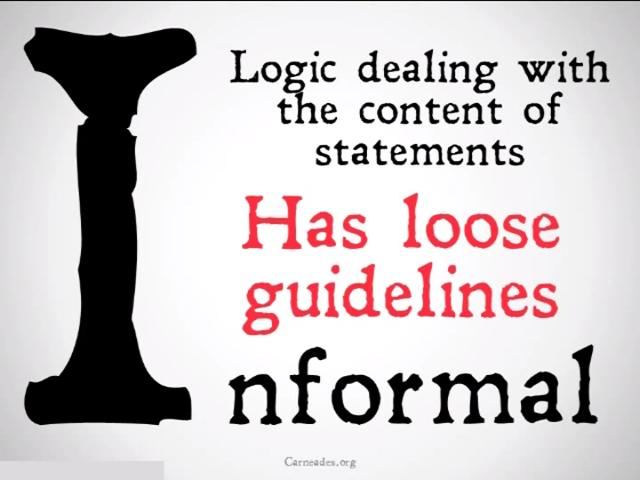 Logic dealing with
the content of
statements
Has loose
guidelines
Informal
Carneades.org